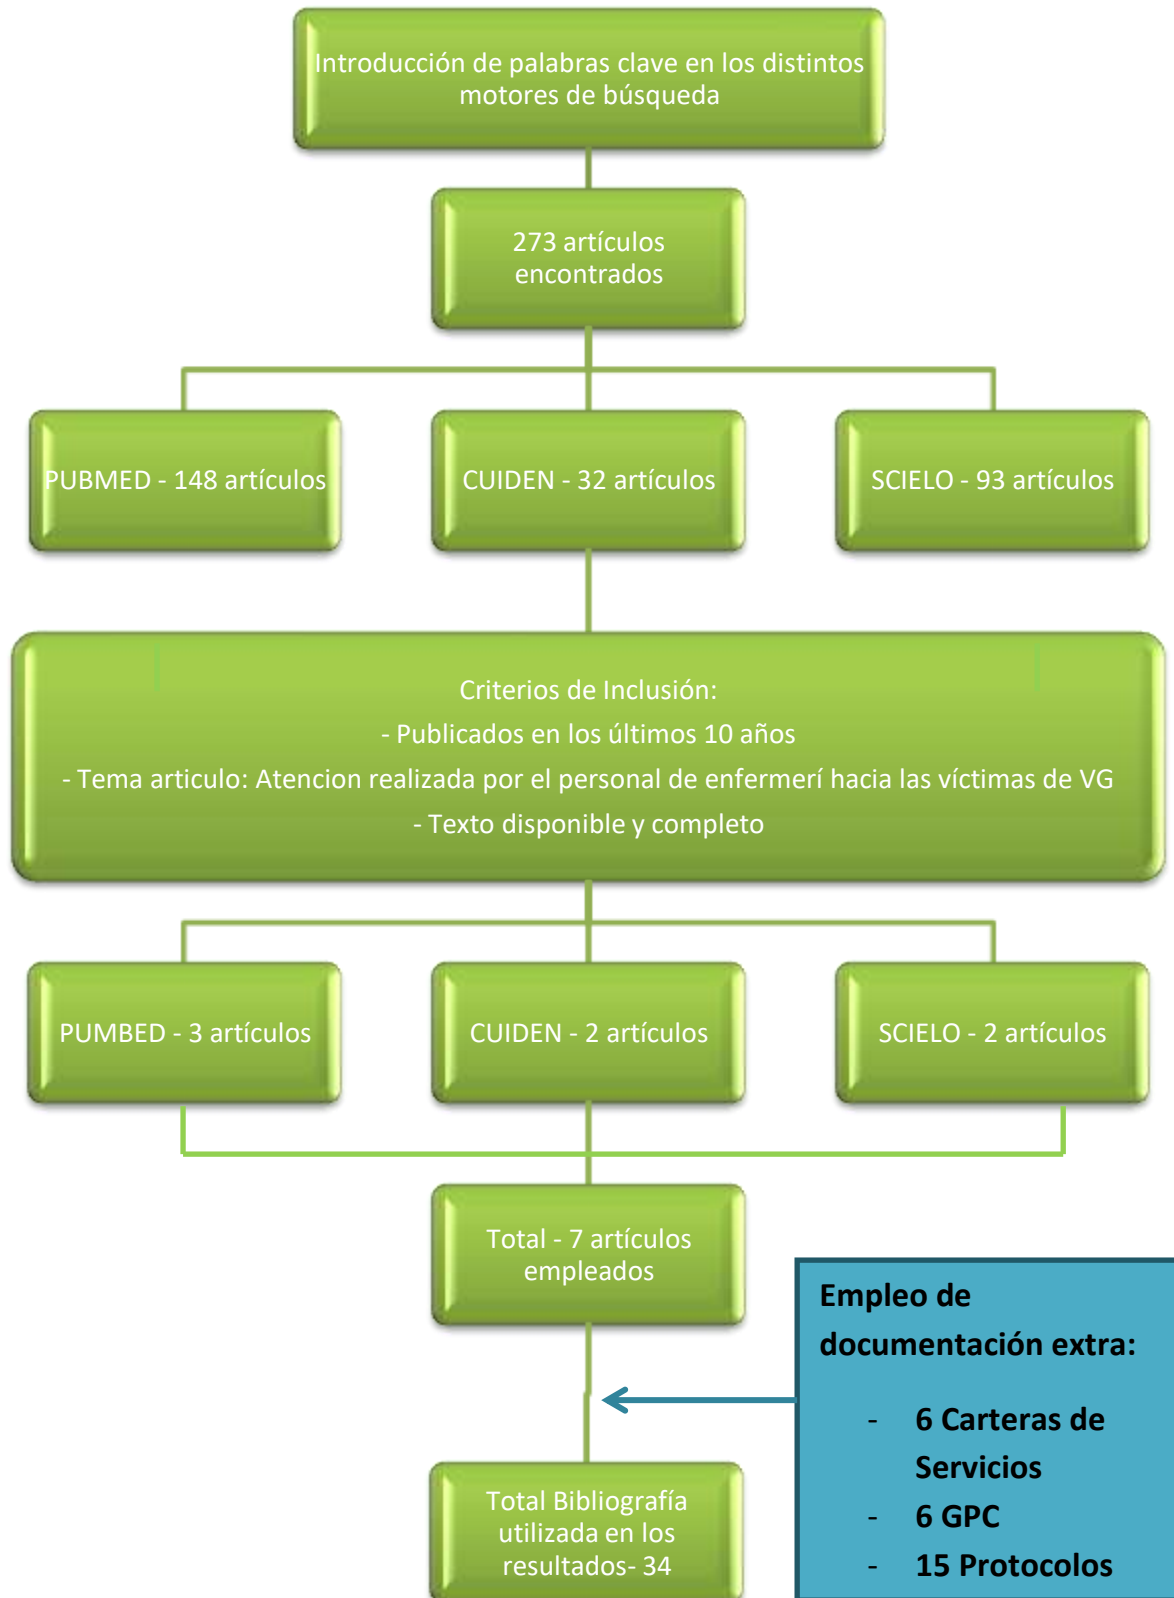 Introducción de palabras clave en los distintos
motores de búsqueda
273 artículos
encontrados
PUBMED - 148 artículos
CUIDEN - 32 artículos
SCIELO - 93 artículos
Criterios de Inclusión:
- Publicados en los últimos 10 años
- Tema articulo: Atencion realizada por el personal de enfermerí hacia las víctimas de VG
- Texto disponible y completo
PUMBED - 3 artículos
CUIDEN - 2 artículos
SCIELO - 2 artículos
Total - 7 artículos
empleados
Empleo de
documentación extra:
- 6 Carteras de
Servicios
- 6 GPC
- 15 Protocolos
Total Bibliografía
utilizada en los
resultados- 34